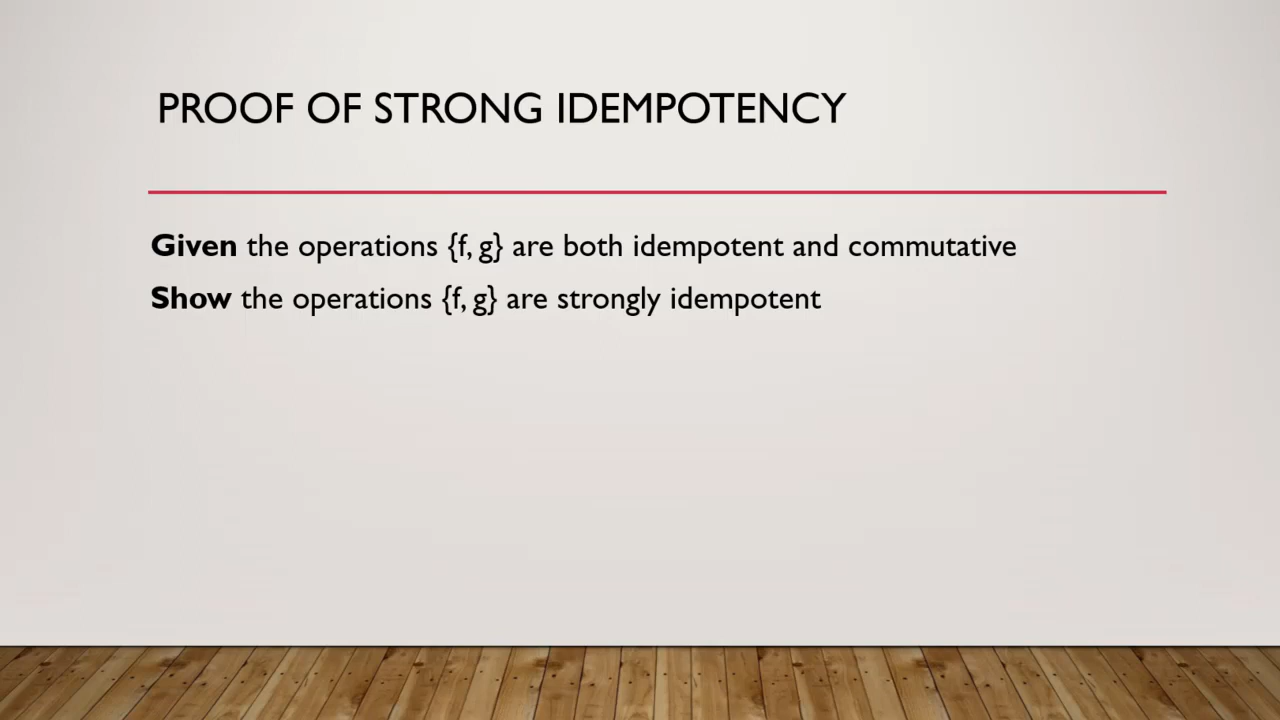 PROOF OF STRONG IDEMPOTENCY
Given the operations {f, g} are both idempotent and commutative
Show the operations {f, g} are strongly idempotent